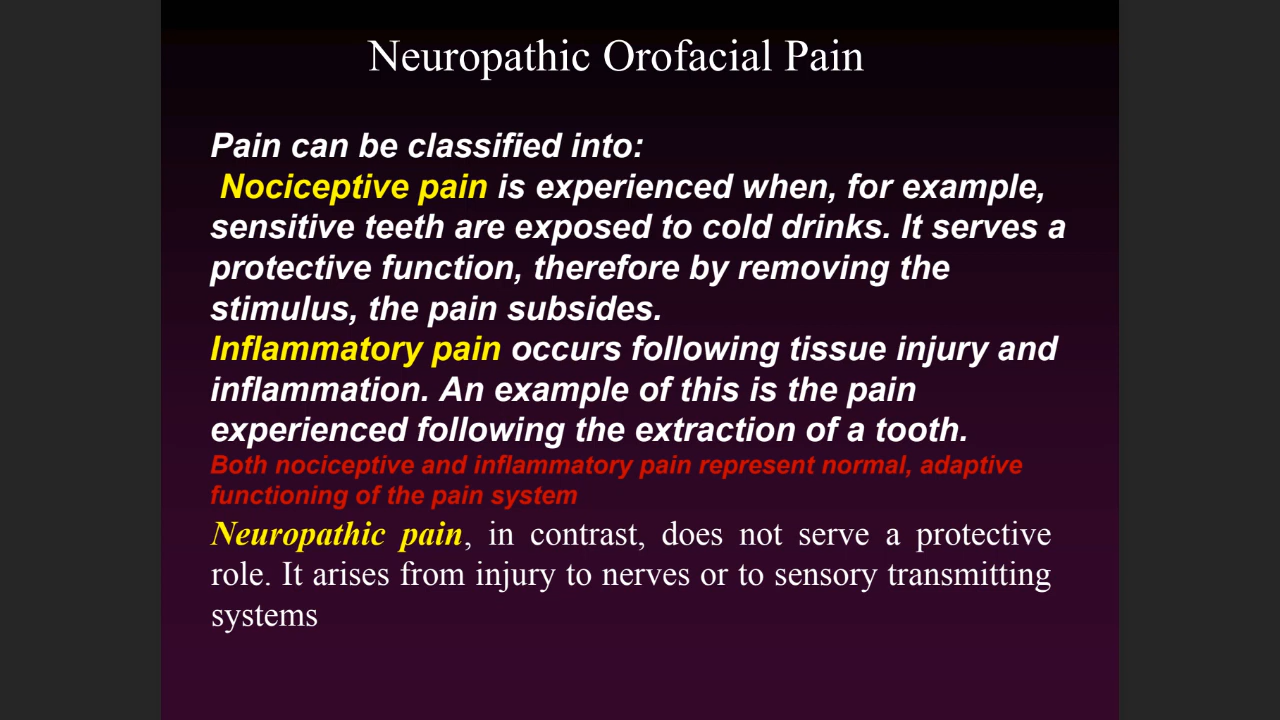 Neuropathic Orofacial Pain
Pain can be classified into:
Nociceptive pain is experienced when, for example,
sensitive teeth are exposed to cold drinks. It serves a
protective function, therefore by removing the
stimulus, the pain subsides.
Inflammatory pain occurs following tissue injury and
inflammation. An example of this is the pain
experienced following the extraction of a tooth.
Both nociceptive and inflammatory pain represent normal, adaptive
functioning of the pain system
Neuropathic pain, in contrast, does not serve a protective
role. It arises from injury to nerves or to sensory transmitting
systems